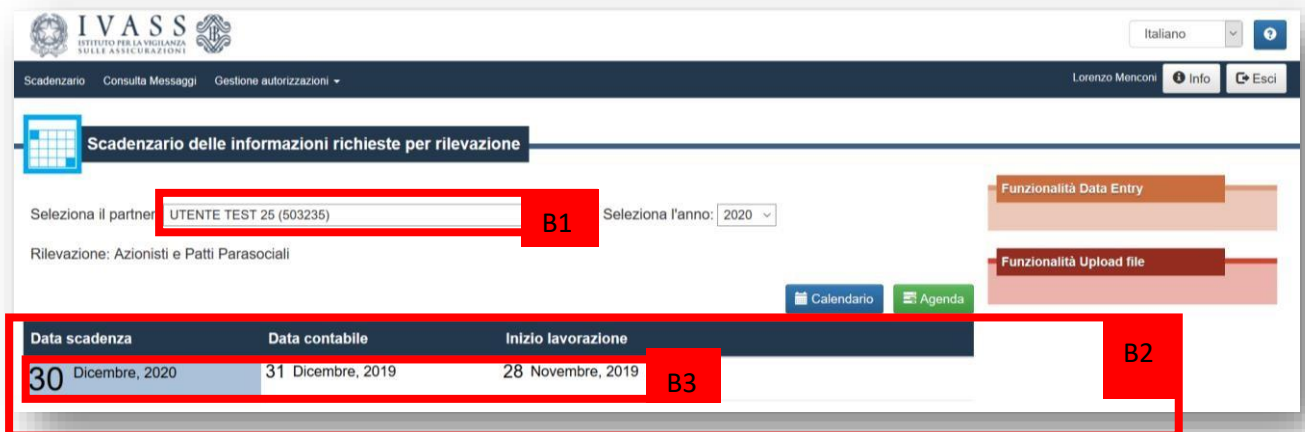 IVASS
ISTITUTO PER LA VIGILANZA
SULLE ASSICURAZIONI
Italiano
?
Scadenzario Consulta Messaggi Gestione autorizzazioni
Lorenzo Menconi Info Esci
Scadenzario delle informazioni richieste per rilevazione
Seleziona il partner UTENTE TEST 25 (503235) B1 Seleziona l'anno: 2020
Rilevazione: Azionisti e Patti Parasociali
Funzionalità Data Entry
Funzionalità Upload file
Calendario Agenda
Data scadenza Data contabile Inizio lavorazione B2
30 Dicembre, 2020 31 Dicembre, 2019 28 Novembre, 2019 B3